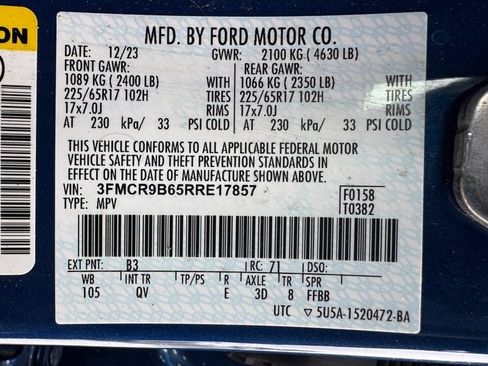 ON
MFD. BY FORD MOTOR CO.
DATE: 12/23 GVWR: 2100 KG ( 4630 LB)
FRONT GAWR: REAR GAWR:
1089 KG ( 2400 LB) WITH 1066 KG ( 2350 LB) WITH
225/65R17 102H TIRES 225/65R17 102H TIRES
17x7.0J RIMS 17x7.0J RIMS
AT 230 kPa/ 33 PSI COLD AT 230 kPa/ 33 PSI COLD
THIS VEHICLE CONFORMS TO ALL APPLICABLE FEDERAL MOTOR
VEHICLE SAFETY AND THEFT PREVENTION STANDARDS IN
EFFECT ON THE DATE OF MANUFACTURE SHOWN ABOVE.
VIN: 3FMCR9B65RRE17857 F0158
TYPE: MPV T0382
EXT PNT: B3 RC: 71 DSO:
WB INT TR TP/PS R AXLE TR SPR
105 QV E 3D 8 FFBB
UTC 5U5A-1520472-BA